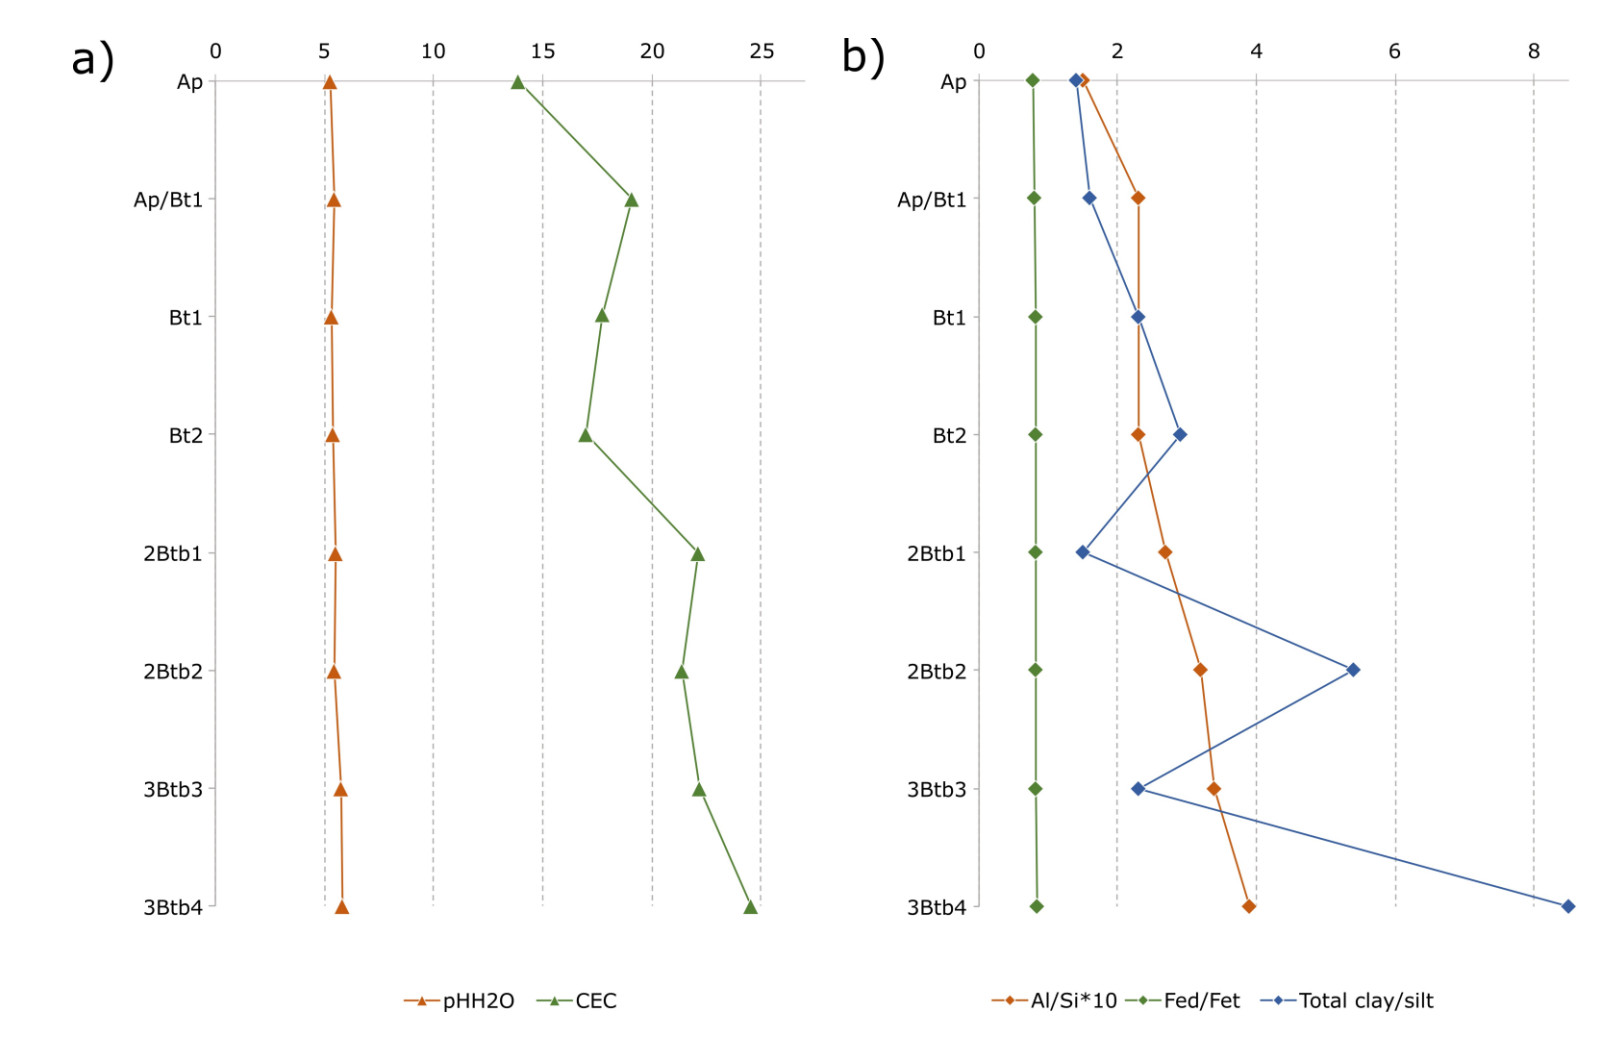 a)
0 5 10 15 20 25
Ap
Ap/Bt1
Bt1
Bt2
2Btb1
2Btb2
3Btb3
3Btb4
pHH2O CEC
b)
0 2 4 6 8
Ap
Ap/Bt1
Bt1
Bt2
2Btb1
2Btb2
3Btb3
3Btb4
Al/Si*10 Fed/Fet Total clay/silt